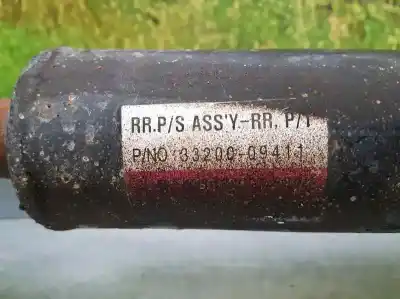 RR.P/S ASS'Y-RR, P/T
P/NO 33200-09411